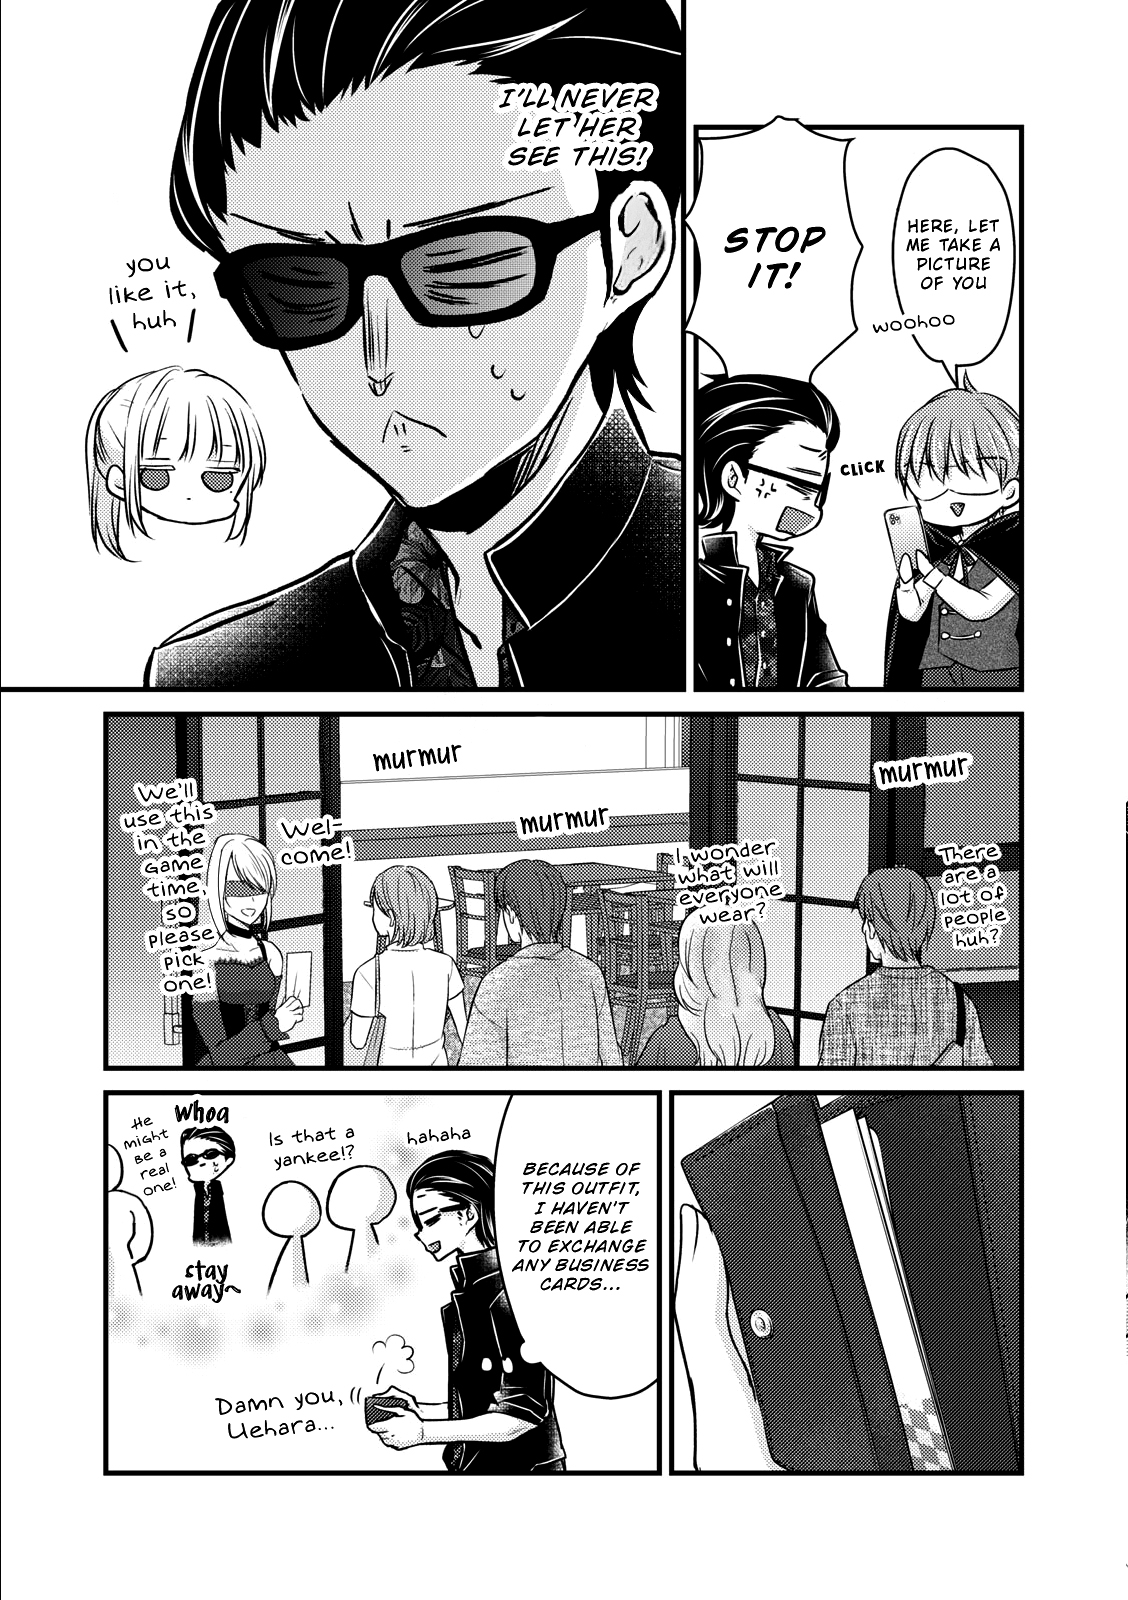 HERE, LET
ME TAKE A
PICTURE
OF YOU
woohoo
STOP
IT!
CLICK
I'LL NEVER
LET HER
SEE THIS!
you
like it,
huh
murmur
There
are a
lot of
people
huh?
I wonder
what will
everyone
wear?
murmur
murmur
Wel-
come!
We'll
use this
in the
game
time,
so
please
pick
one!
BECAUSE OF
THIS OUTFIT,
I HAVEN'T
BEEN ABLE
TO EXCHANGE
ANY BUSINESS
CARDS...
hahaha
Is that a
yankee!?
whoa
He
might
be a
real
one!
stay
away~
Damn you,
Uehara...